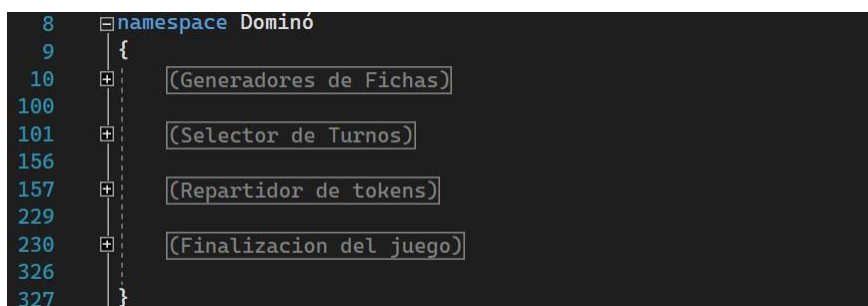 8 namespace Dominó
9 {
10 (Generadores de Fichas)
100
101 (Selector de Turnos)
156
157 (Repartidor de tokens)
229
230 (Finalizacion del juego)
326
327 }